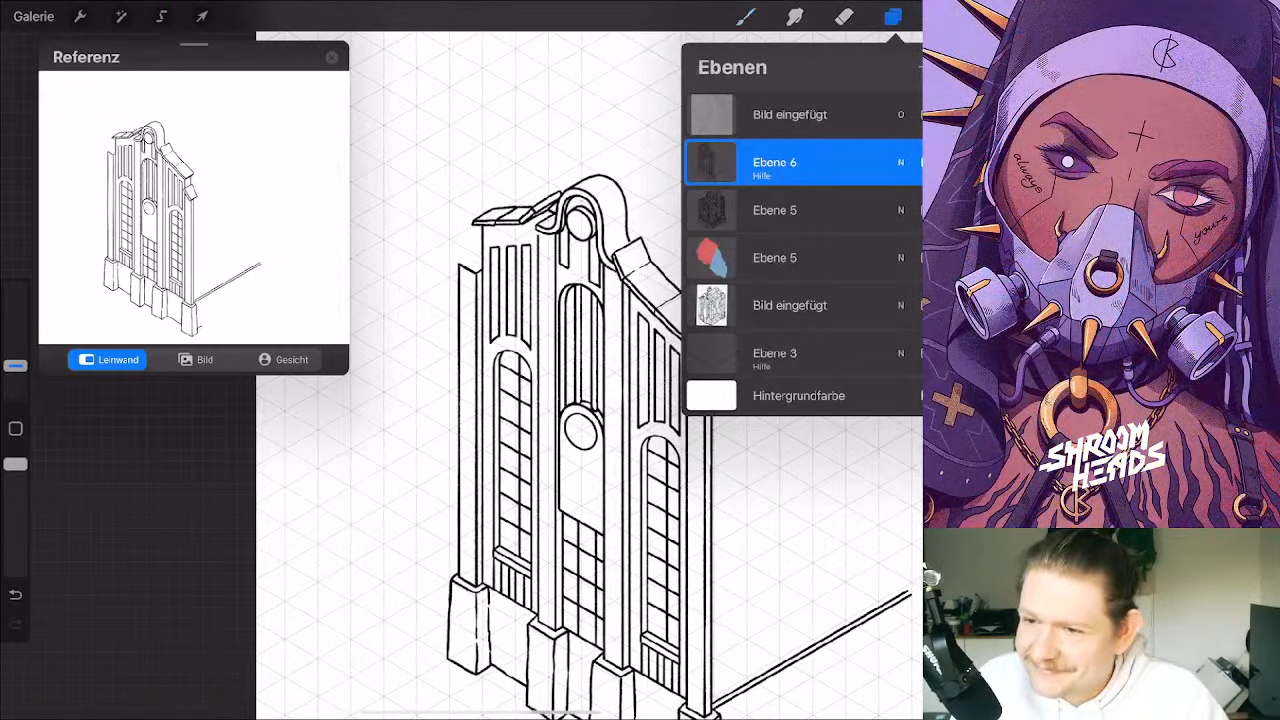 Galerie
Referenz
Leinwand
Bild
Gesicht
Ebenen
Bild eingefügt O
Ebene 6 N
Hilfe
Ebene 5 N
Ebene 5 N
Bild eingefügt N
Ebene 3 N
Hilfe
Hintergrundfarbe
always
yours
SHROOM
HEADS